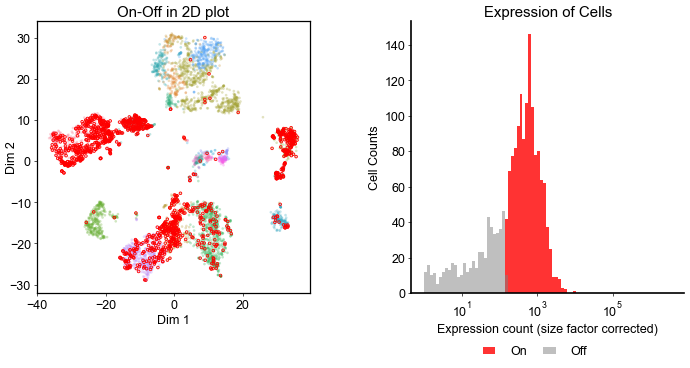 On-Off in 2D plot
Dim 2
30
20
10
0
−10
−20
−30
−40
−20
0
20
Dim 1
Expression of Cells
Cell Counts
140
120
100
80
60
40
20
0
10^1
10^3
10^5
Expression count (size factor corrected)
On
Off